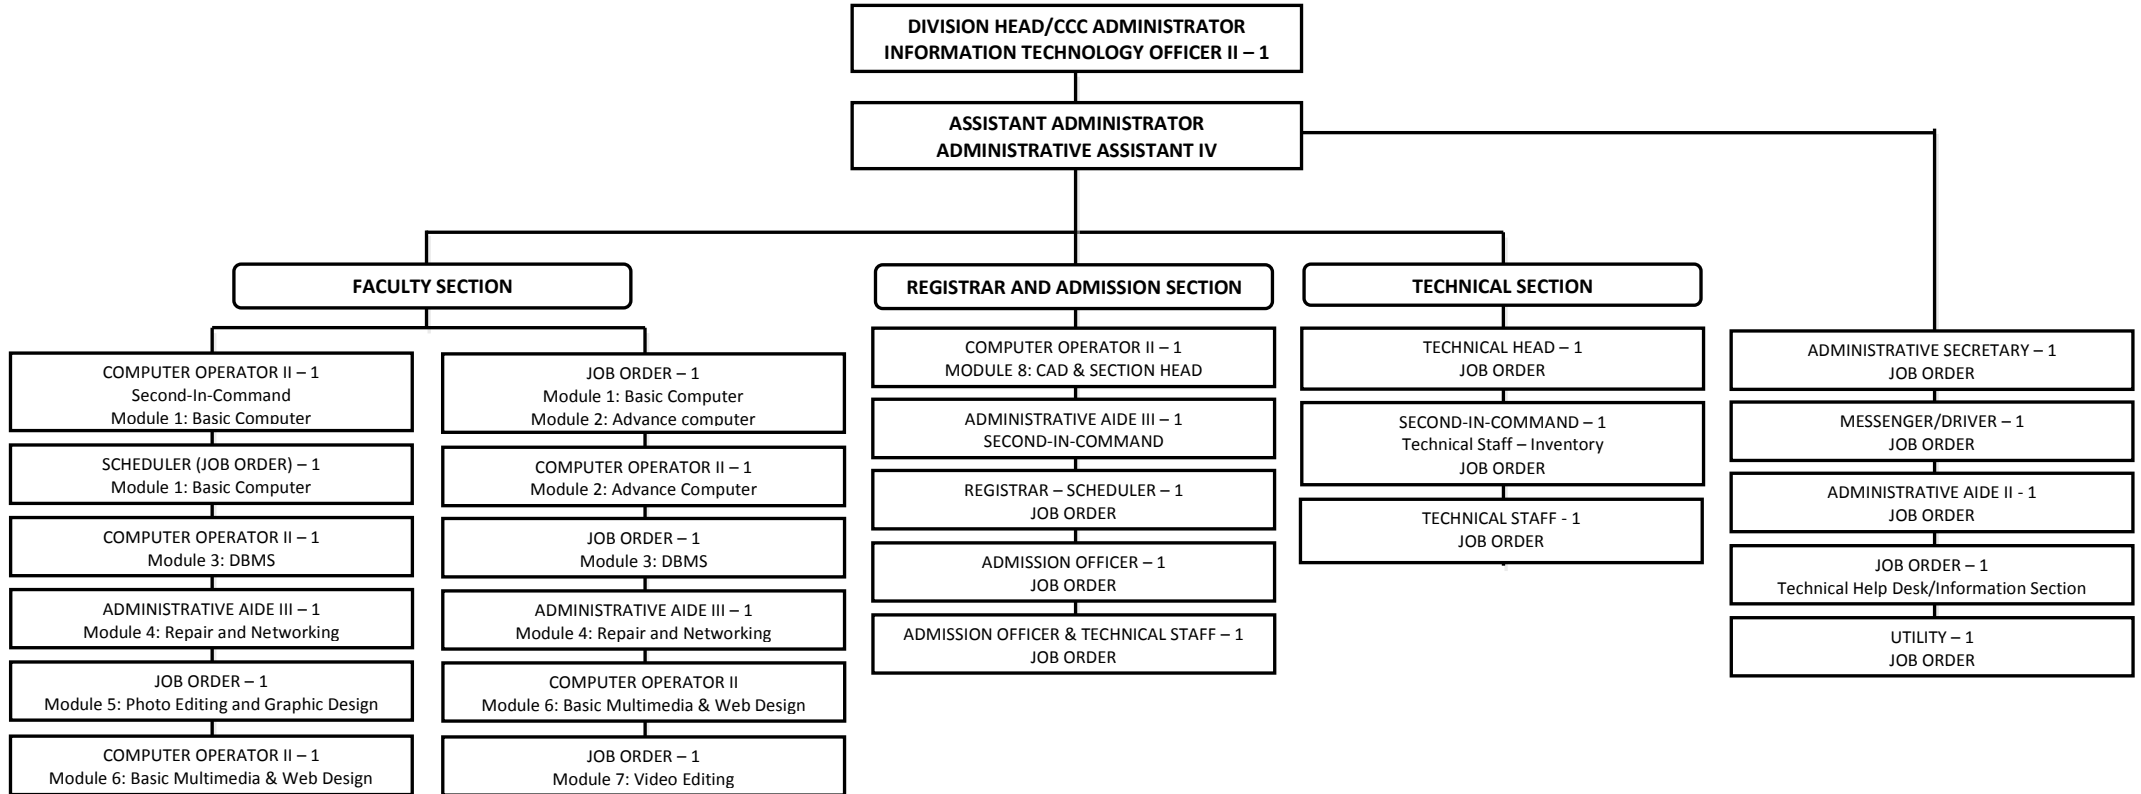 DIVISION HEAD/CCC ADMINISTRATOR
INFORMATION TECHNOLOGY OFFICER II – 1
ASSISTANT ADMINISTRATOR
ADMINISTRATIVE ASSISTANT IV
FACULTY SECTION
COMPUTER OPERATOR II – 1
Second-In-Command
Module 1: Basic Computer
SCHEDULER (JOB ORDER) – 1
Module 1: Basic Computer
COMPUTER OPERATOR II – 1
Module 3: DBMS
ADMINISTRATIVE AIDE III – 1
Module 4: Repair and Networking
JOB ORDER – 1
Module 5: Photo Editing and Graphic Design
COMPUTER OPERATOR II – 1
Module 6: Basic Multimedia & Web Design
JOB ORDER – 1
Module 1: Basic Computer
Module 2: Advance computer
COMPUTER OPERATOR II – 1
Module 2: Advance Computer
JOB ORDER – 1
Module 3: DBMS
ADMINISTRATIVE AIDE III – 1
Module 4: Repair and Networking
COMPUTER OPERATOR II
Module 6: Basic Multimedia & Web Design
JOB ORDER – 1
Module 7: Video Editing
REGISTRAR AND ADMISSION SECTION
COMPUTER OPERATOR II – 1
MODULE 8: CAD & SECTION HEAD
ADMINISTRATIVE AIDE III – 1
SECOND-IN-COMMAND
REGISTRAR – SCHEDULER – 1
JOB ORDER
ADMISSION OFFICER – 1
JOB ORDER
ADMISSION OFFICER & TECHNICAL STAFF – 1
JOB ORDER
TECHNICAL SECTION
TECHNICAL HEAD – 1
JOB ORDER
SECOND-IN-COMMAND – 1
Technical Staff – Inventory
JOB ORDER
TECHNICAL STAFF - 1
JOB ORDER
ADMINISTRATIVE SECRETARY – 1
JOB ORDER
MESSENGER/DRIVER – 1
JOB ORDER
ADMINISTRATIVE AIDE II - 1
JOB ORDER
JOB ORDER – 1
Technical Help Desk/Information Section
UTILITY – 1
JOB ORDER